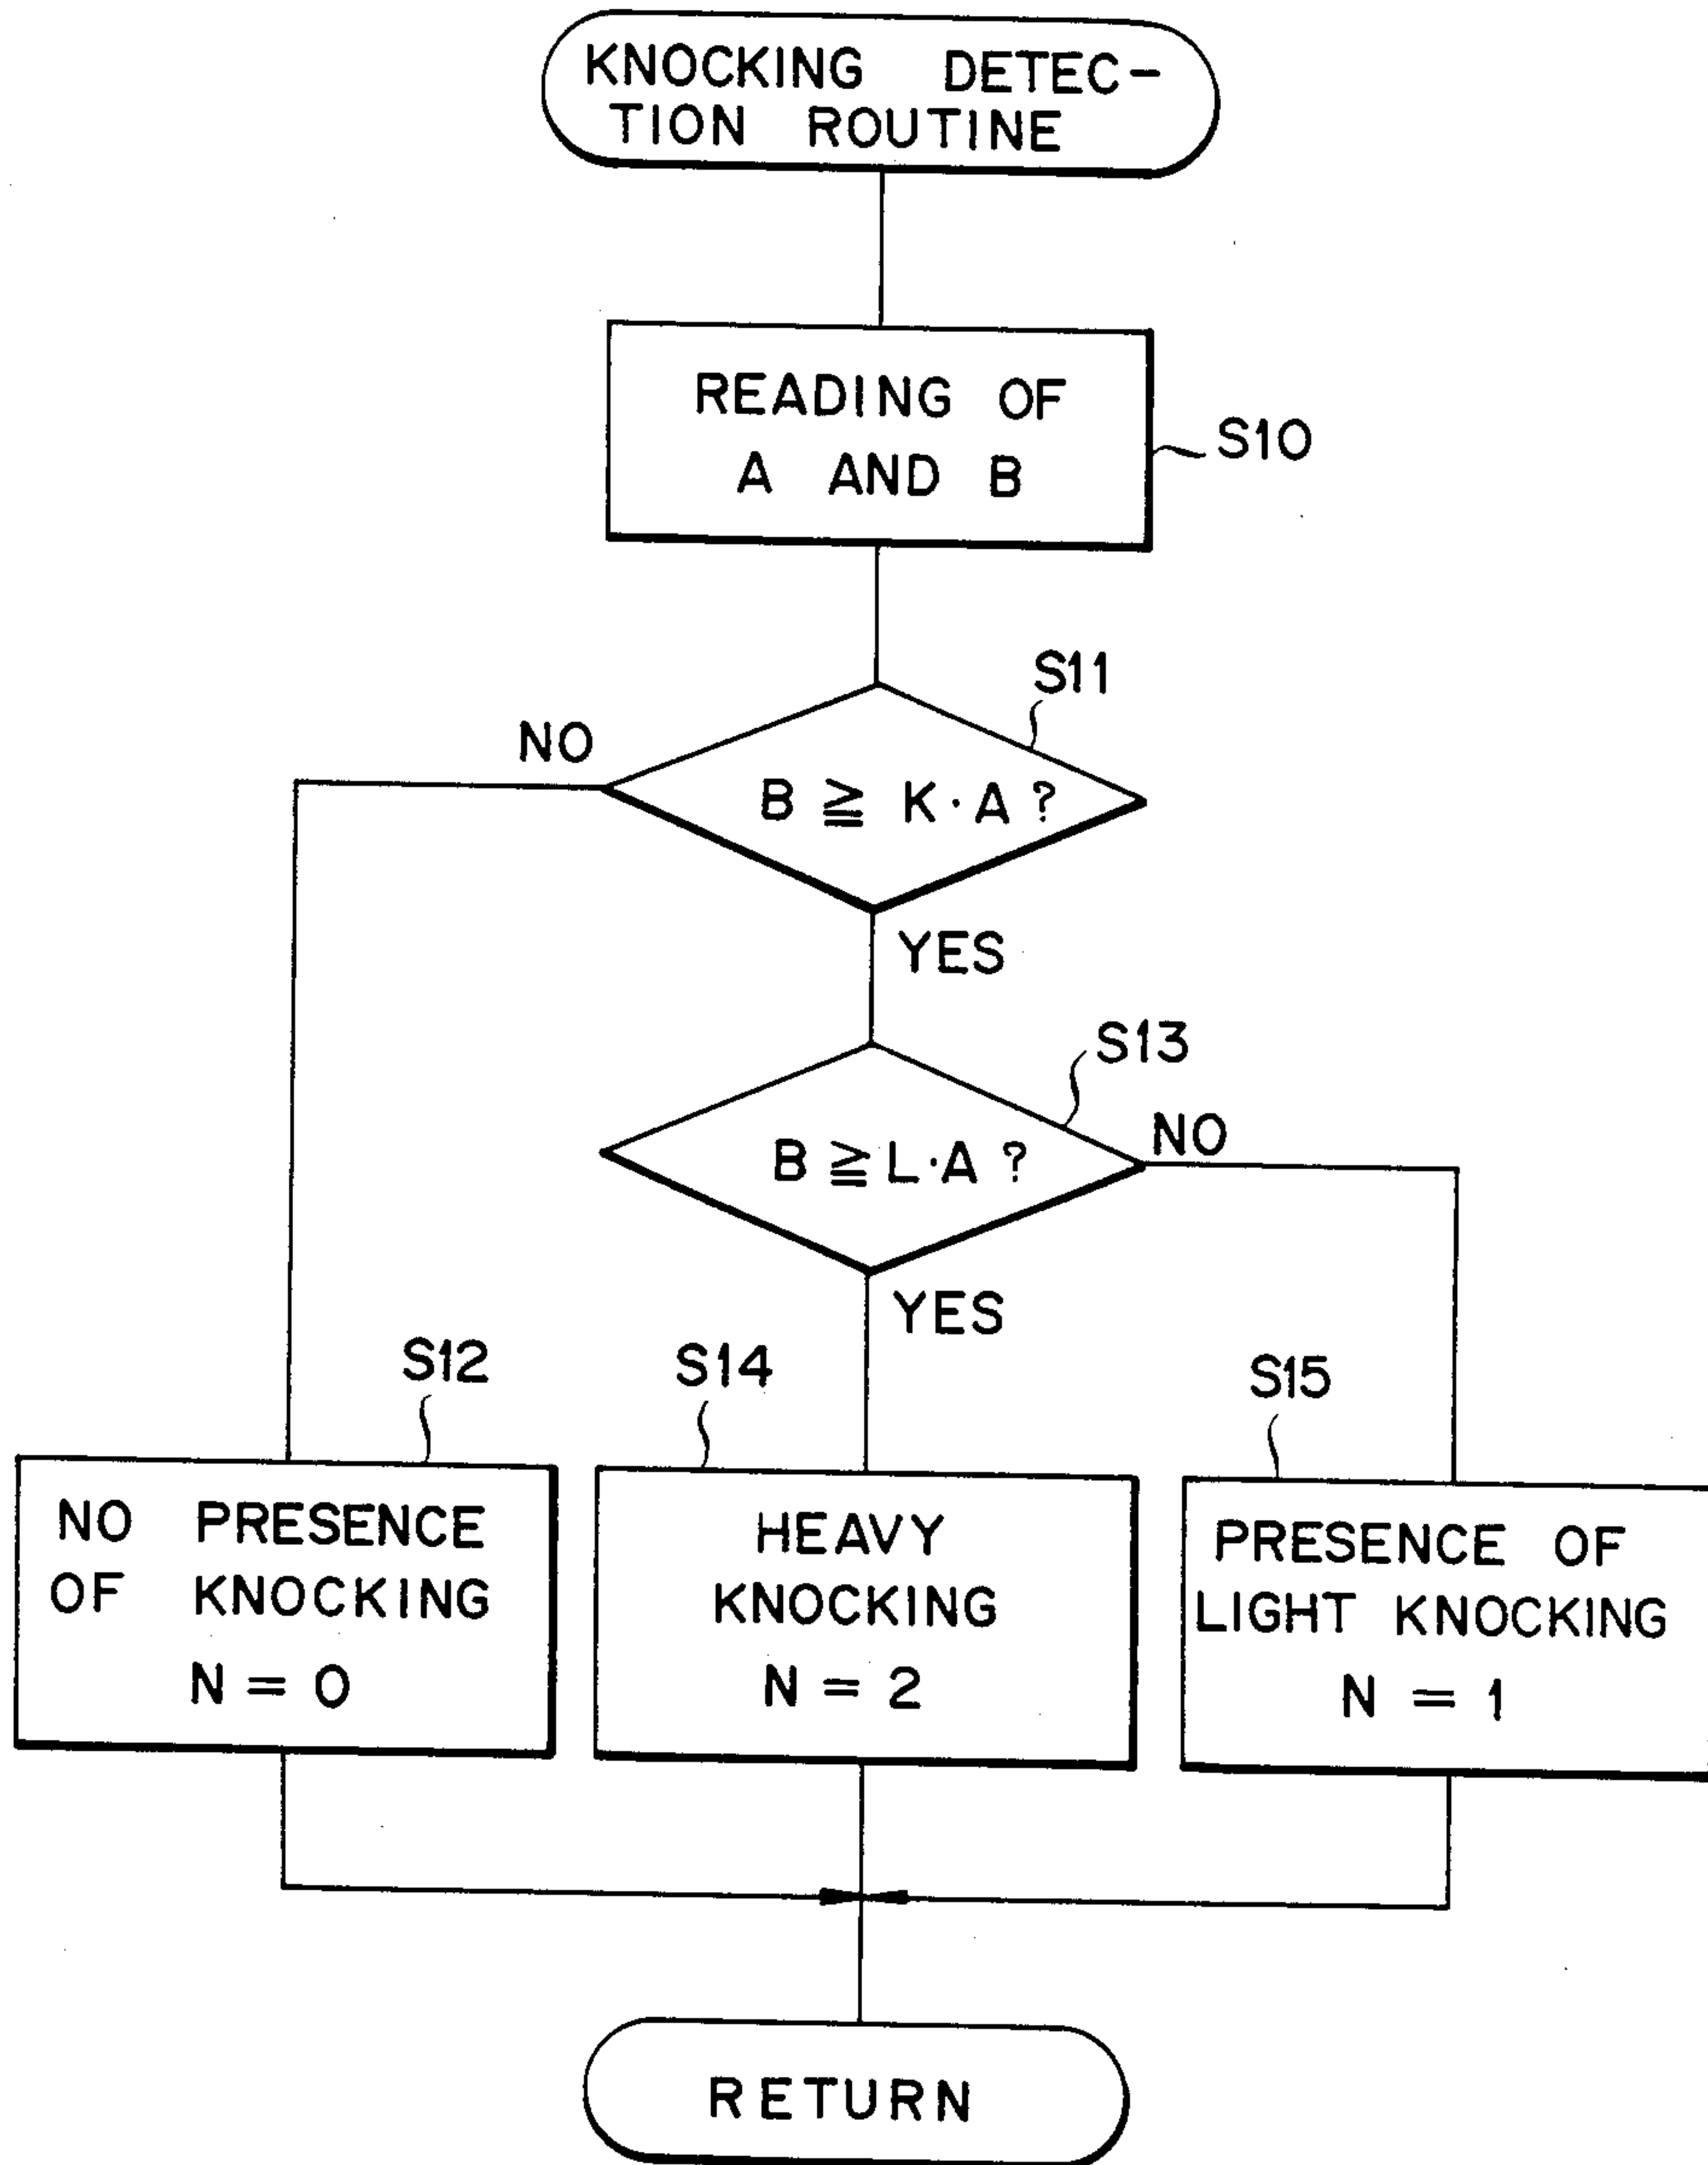 KNOCKING DETEC-
TION ROUTINE
READING OF
A AND B
S10
S11
NO
B ≧ K·A ?
YES
S13
B ≧ L·A ?
NO
YES
S12
S14
S15
NO PRESENCE
OF KNOCKING
N = 0
HEAVY
KNOCKING
N = 2
PRESENCE OF
LIGHT KNOCKING
N = 1
RETURN